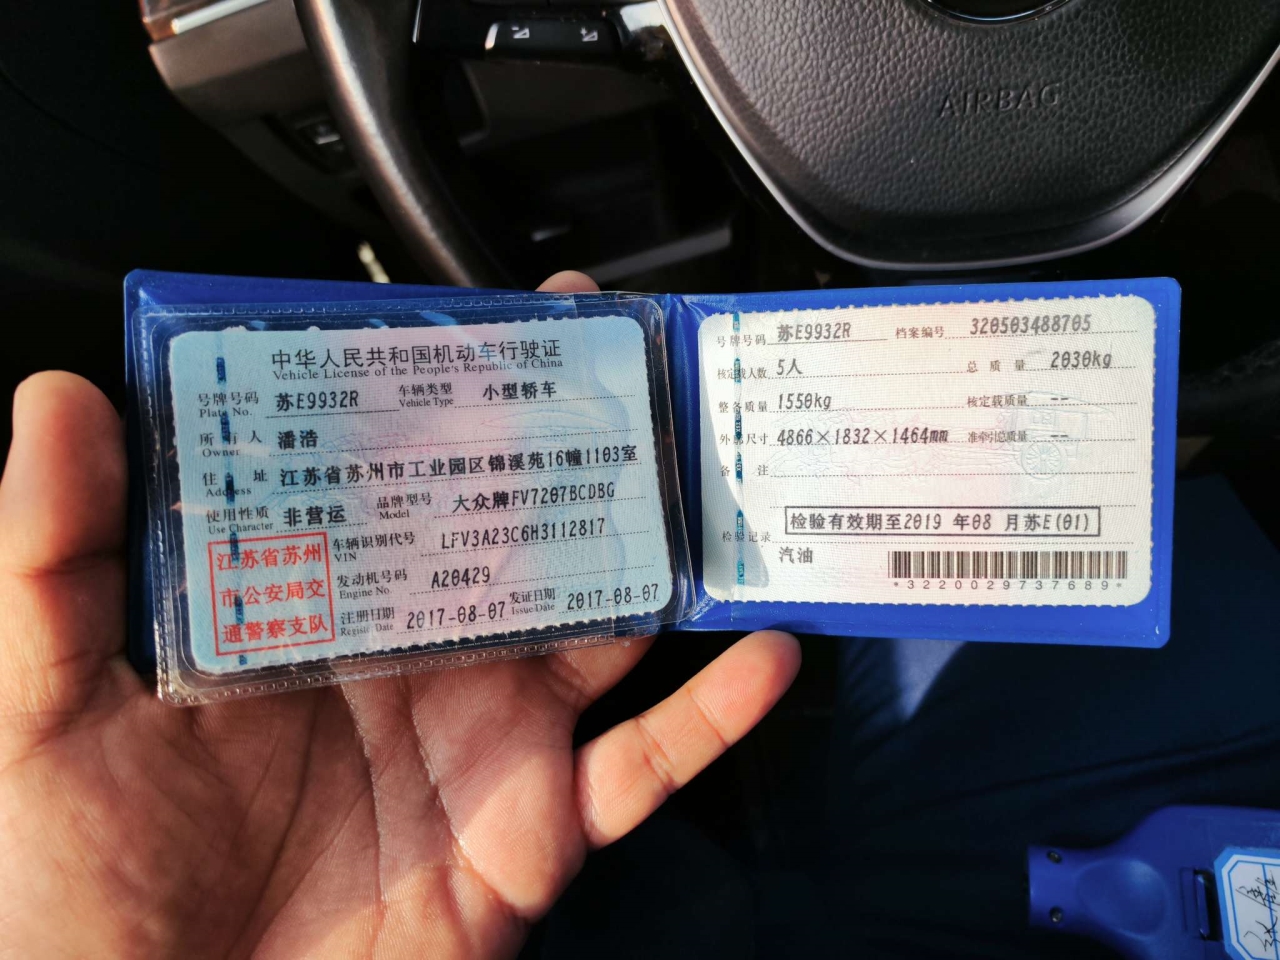 AIRBAG
中华人民共和国机动车行驶证
Vehicle License of the People's Republic of China
号牌号码 苏E9932R 车辆类型 小型轿车
Plate No. Vehicle Type
所有人 潘浩
Owner
住址 江苏省苏州市工业园区锦溪苑16幢1103室
Address
使用性质 非营运 品牌型号 大众牌FV7207BCDBG
Use Character Model
车辆识别代号 LFV3A23C6H3112817
VIN
发动机号码 A20429
Engine No.
注册日期 2017-08-07 发证日期 2017-08-07
Register Date Issue Date
江苏省苏州
市公安局交
通警察支队
号牌号码 苏E9932R 档案编号 320503488705
核定载人数 5人 总质量 2030kg
整备质量 1550kg 核定载质量 --
外廓尺寸 4866×1832×1464mm 准牵引总质量 --
备注
检验有效期至2019 年08 月苏E(01)
检验记录
汽油
*3220029737689*